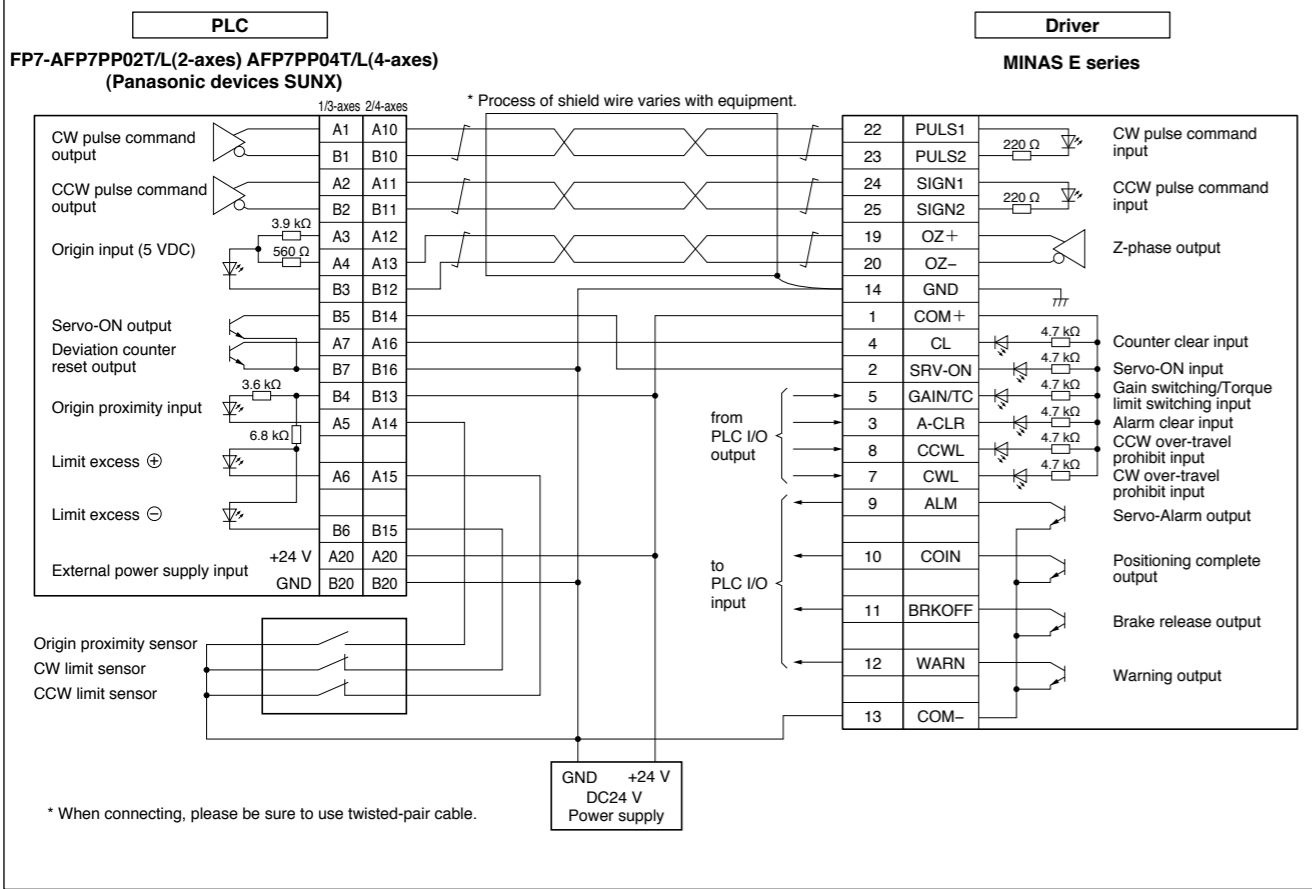 PLC
Driver
FP7-AFP7PP02T/L(2-axes) AFP7PP04T/L(4-axes)
(Panasonic devices SUNX)
MINAS E series
1/3-axes 2/4-axes
* Process of shield wire varies with equipment.
CW pulse command
output
A1 A10
B1 B10
CCW pulse command
output
A2 A11
B2 B11
Origin input (5 VDC)
3.9 kΩ
560 Ω
A3 A12
A4 A13
B3 B12
Servo-ON output
B5 B14
Deviation counter
reset output
A7 A16
B7 B16
Origin proximity input
3.6 kΩ
6.8 kΩ
B4 B13
A5 A14
Limit excess ⊕
A6 A15
Limit excess ⊖
B6 B15
External power supply input
+24 V A20 A20
GND B20 B20
Origin proximity sensor
CW limit sensor
CCW limit sensor
GND +24 V
DC24 V
Power supply
* When connecting, please be sure to use twisted-pair cable.
from
PLC I/O
output
to
PLC I/O
input
22 PULS1
23 PULS2
220 Ω
CW pulse command
input
24 SIGN1
25 SIGN2
220 Ω
CCW pulse command
input
19 OZ+
20 OZ−
Z-phase output
14 GND
1 COM+
4 CL 4.7 kΩ Counter clear input
2 SRV-ON 4.7 kΩ Servo-ON input
5 GAIN/TC 4.7 kΩ Gain switching/Torque
limit switching input
3 A-CLR 4.7 kΩ Alarm clear input
8 CCWL 4.7 kΩ CCW over-travel
prohibit input
7 CWL 4.7 kΩ CW over-travel
prohibit input
9 ALM Servo-Alarm output
10 COIN Positioning complete
output
11 BRKOFF Brake release output
12 WARN Warning output
13 COM−